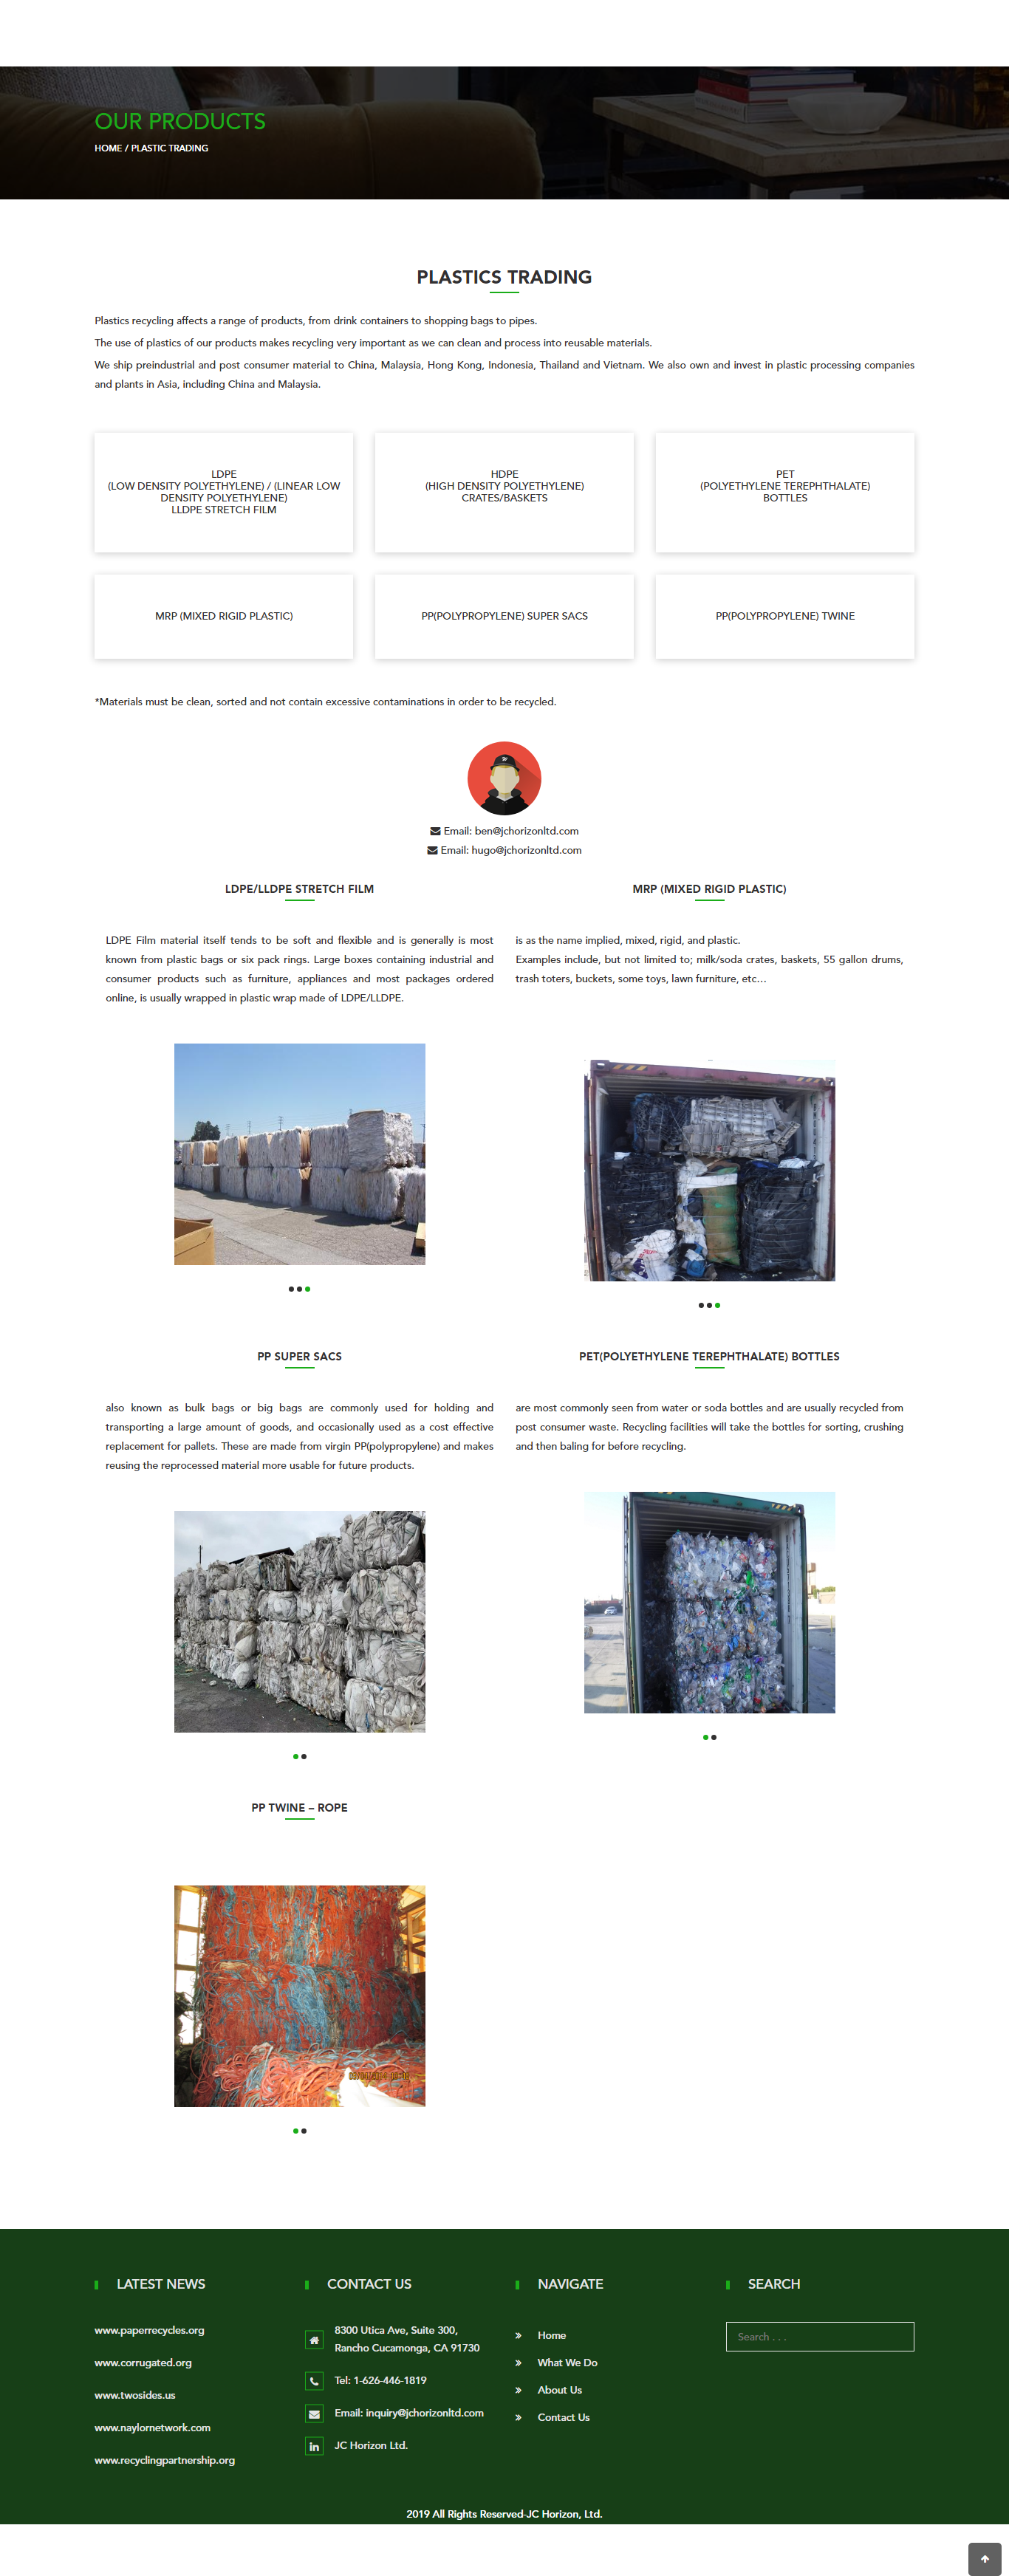 OUR PRODUCTS
HOME / PLASTIC TRADING
PLASTICS TRADING
Plastics recycling affects a range of products, from drink containers to shopping bags to pipes.
The use of plastics of our products makes recycling very important as we can clean and process into reusable materials.
We ship preindustrial and post consumer material to China, Malaysia, Hong Kong, Indonesia, Thailand and Vietnam. We also own and invest in plastic processing companies
and plants in Asia, including China and Malaysia.
LDPE
(LOW DENSITY POLYETHYLENE) / (LINEAR LOW
DENSITY POLYETHYLENE)
LLDPE STRETCH FILM
HDPE
(HIGH DENSITY POLYETHYLENE)
CRATES/BASKETS
PET
(POLYETHYLENE TEREPHTHALATE)
BOTTLES
MRP (MIXED RIGID PLASTIC)
PP(POLYPROPYLENE) SUPER SACS
PP(POLYPROPYLENE) TWINE
*Materials must be clean, sorted and not contain excessive contaminations in order to be recycled.
Email: ben@jchorizonltd.com
Email: hugo@jchorizonltd.com
LDPE/LLDPE STRETCH FILM
LDPE Film material itself tends to be soft and flexible and is generally is most
known from plastic bags or six pack rings. Large boxes containing industrial and
consumer products such as furniture, appliances and most packages ordered
online, is usually wrapped in plastic wrap made of LDPE/LLDPE.
MRP (MIXED RIGID PLASTIC)
is as the name implied, mixed, rigid, and plastic.
Examples include, but not limited to; milk/soda crates, baskets, 55 gallon drums,
trash toters, buckets, some toys, lawn furniture, etc…
PP SUPER SACS
also known as bulk bags or big bags are commonly used for holding and
transporting a large amount of goods, and occasionally used as a cost effective
replacement for pallets. These are made from virgin PP(polypropylene) and makes
reusing the reprocessed material more usable for future products.
PET(POLYETHYLENE TEREPHTHALATE) BOTTLES
are most commonly seen from water or soda bottles and are usually recycled from
post consumer waste. Recycling facilities will take the bottles for sorting, crushing
and then baling for before recycling.
PP TWINE – ROPE
LATEST NEWS
www.paperrecycles.org
www.corrugated.org
www.twosides.us
www.naylornetwork.com
www.recyclingpartnership.org
CONTACT US
8300 Utica Ave, Suite 300,
Rancho Cucamonga, CA 91730
Tel: 1-626-446-1819
Email: inquiry@jchorizonltd.com
JC Horizon Ltd.
NAVIGATE
Home
What We Do
About Us
Contact Us
SEARCH
Search . . .
2019 All Rights Reserved-JC Horizon, Ltd.